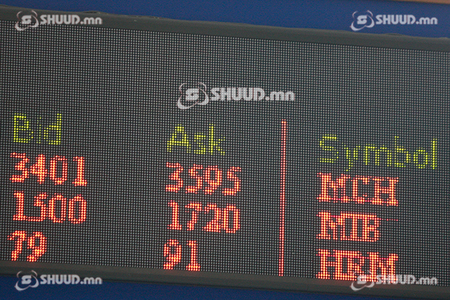 SHUUD.mn SHUUD.mn
SHUUD.mn
Bid Ask Symbol
3401 3595 MCH
1500 1720 MIB
79 91 HRM
SHUUD.mn SHUUD.mn